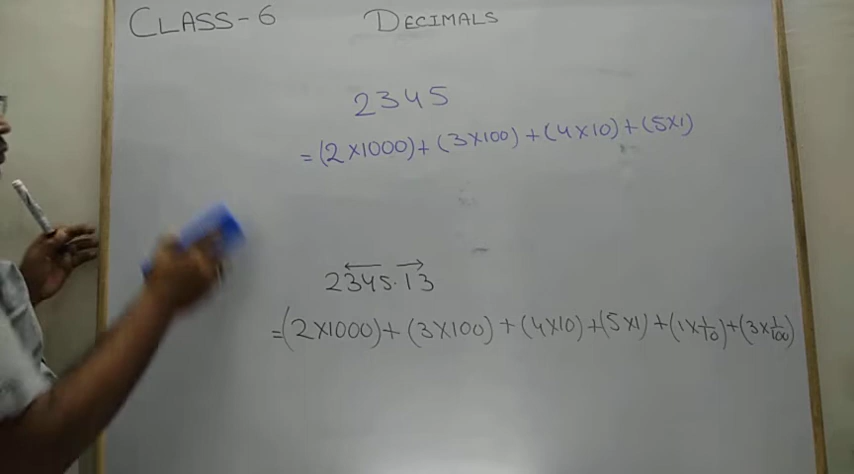 CLASS-6 DECIMALS
2345
=(2×1000)+(3×100)+(4×10)+(5×1)
2345.13
=(2×1000)+(3×100)+(4×10)+(5×1)+(1×1/10)+(3×1/100)